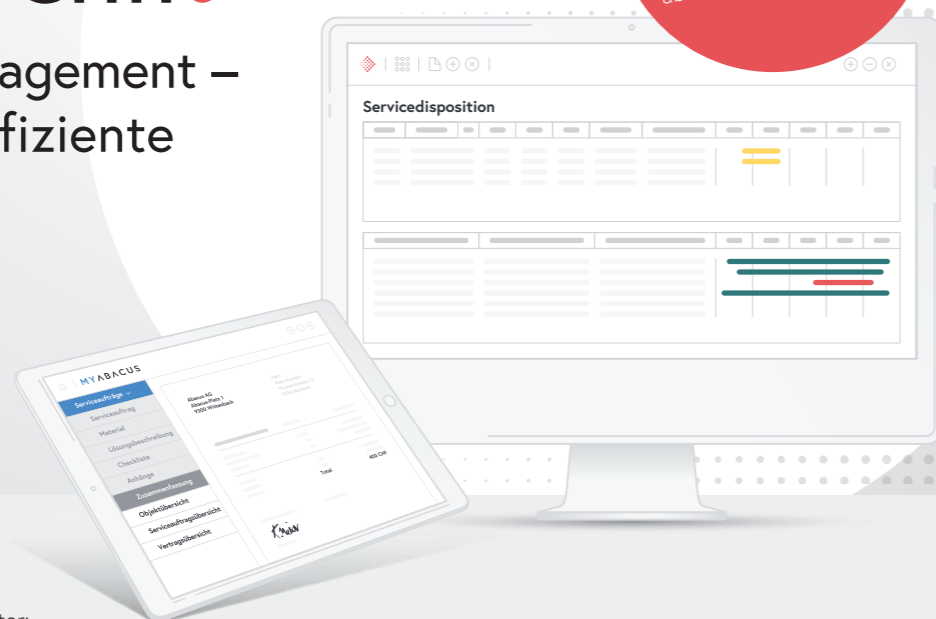 agement –
fiziente
Servicedisposition
MYABACUS
Serviceaufträge
Serviceauftrag
Material
Lösungsbeschreibung
Checkliste
Anhänge
Zusammenfassung
Objektübersicht
Serviceauftragsübersicht
Vertragsübersicht
Abacus AG
Abacus-Platz 1
9300 Wittenbach
Total 400 CHF